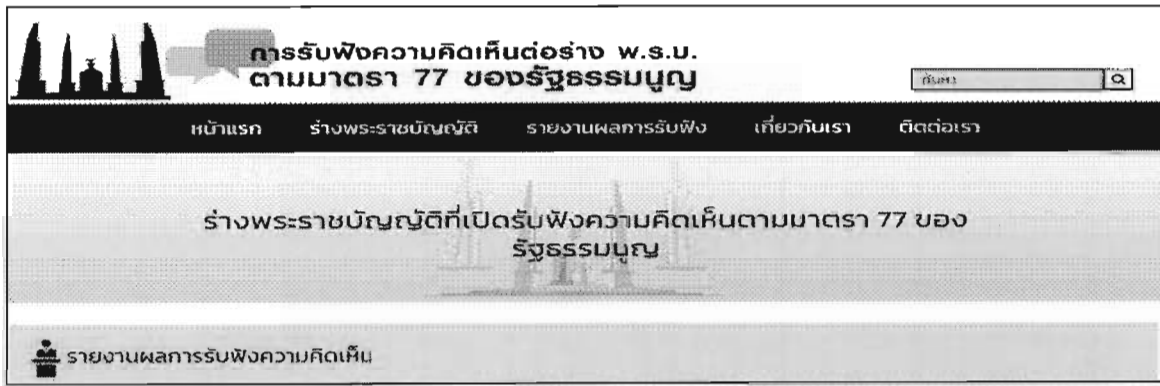 การรับฟังความคิดเห็นต่อร่าง พ.ร.บ.
ตามมาตรา 77 ของรัฐธรรมนูญ
ค้นหา
หน้าแรก ร่างพระราชบัญญัติ รายงานผลการรับฟัง เกี่ยวกับเรา ติดต่อเรา
ร่างพระราชบัญญัติที่เปิดรับฟังความคิดเห็นตามมาตรา 77 ของ
รัฐธรรมนูญ
รายงานผลการรับฟังความคิดเห็น